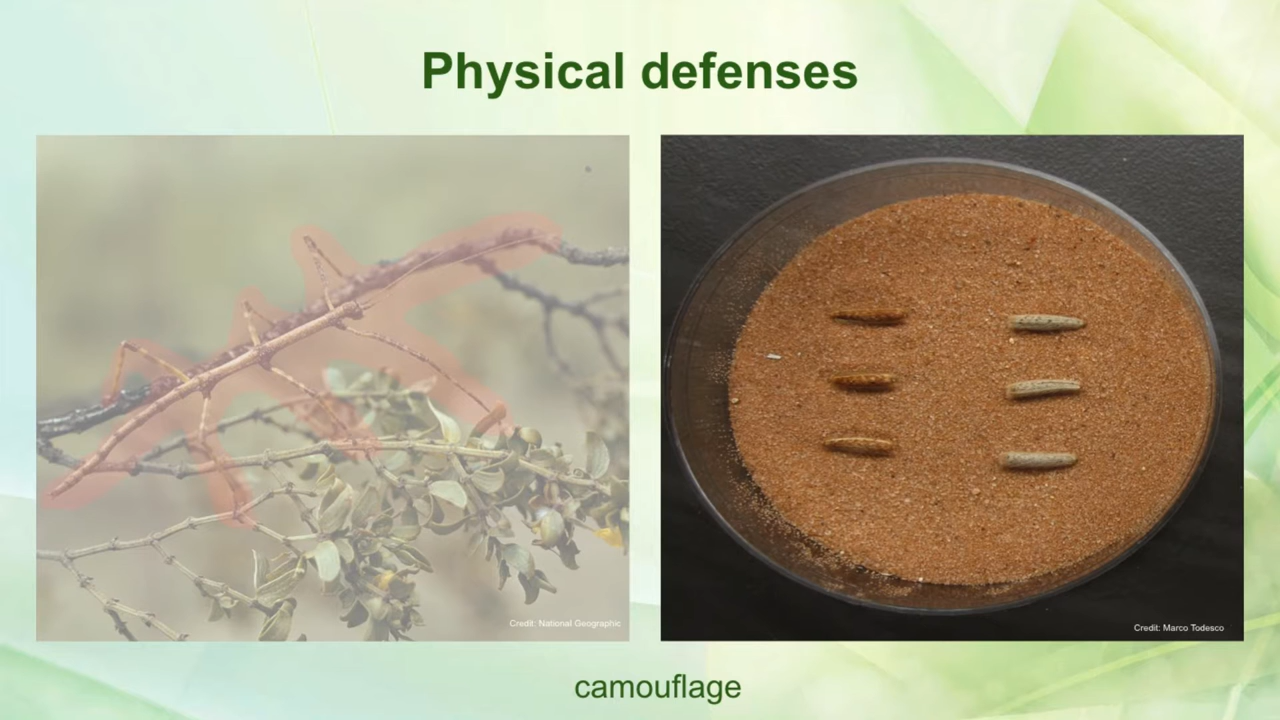 Physical defenses
Credit: National Geographic
Credit: Marco Todesco
camouflage